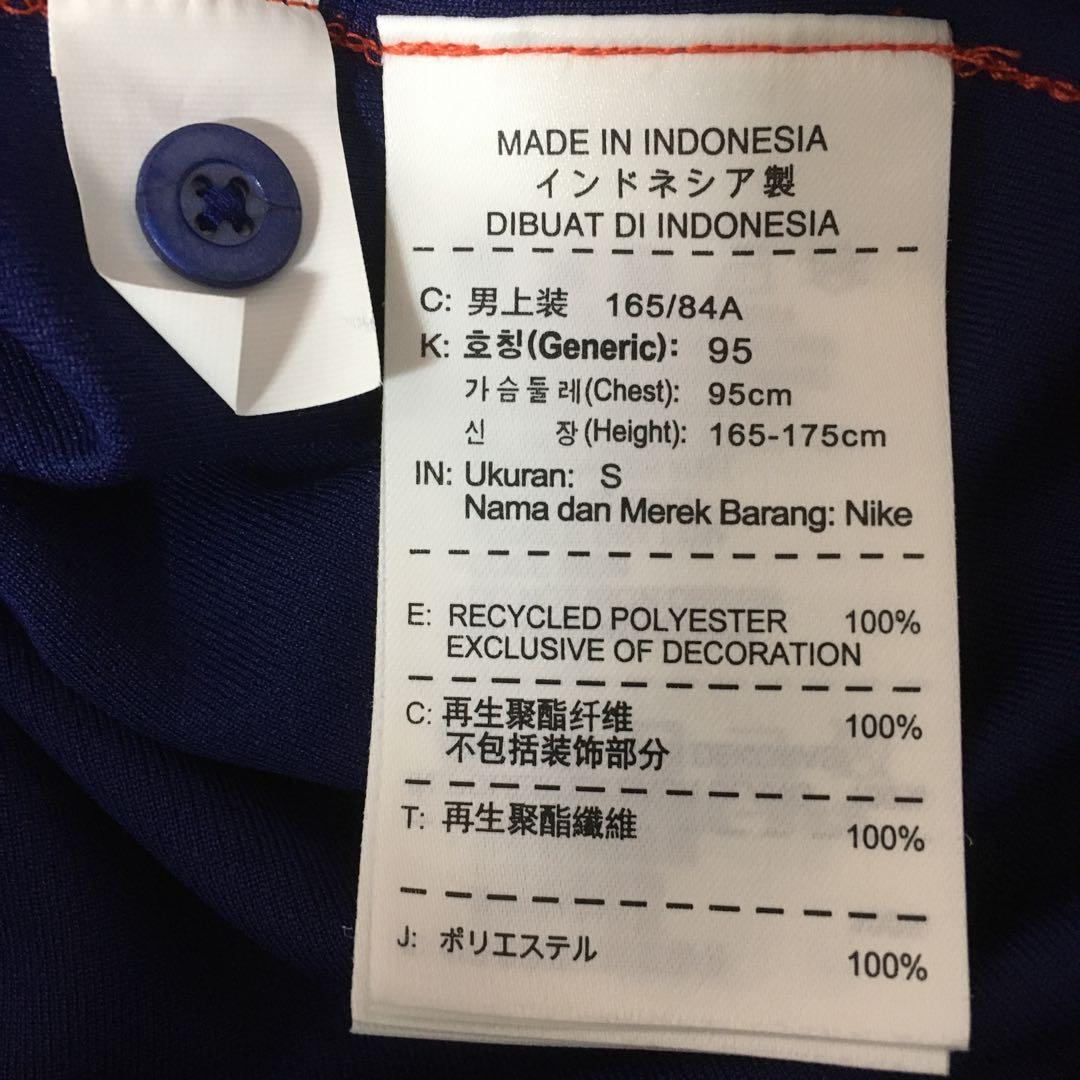 MADE IN INDONESIA
インドネシア製
DIBUAT DI INDONESIA
C: 男上装 165/84A
K: 호칭(Generic): 95
가슴둘레(Chest): 95cm
신 장(Height): 165-175cm
IN: Ukuran: S
Nama dan Merek Barang: Nike
E: RECYCLED POLYESTER 100%
EXCLUSIVE OF DECORATION
C: 再生聚酯纤维 100%
不包括装饰部分
T: 再生聚酯纖維 100%
J: ポリエステル 100%